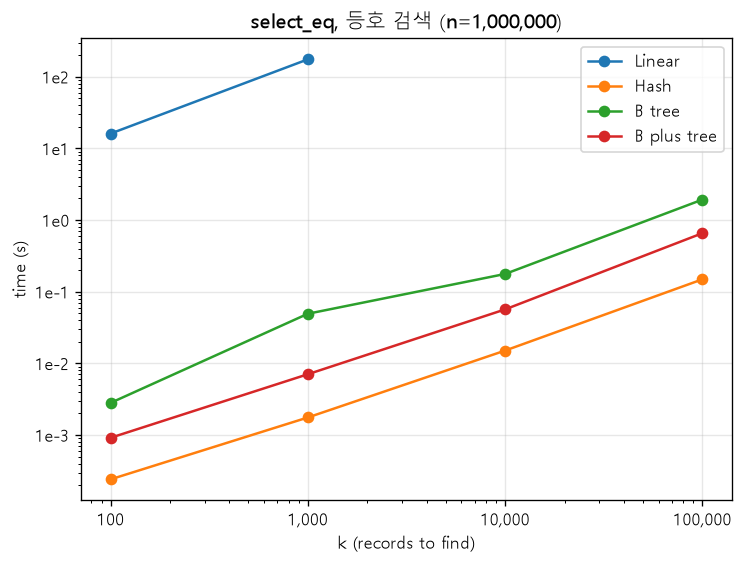 select_eq, 등호 검색 (n=1,000,000)
Linear
Hash
B tree
B plus tree
1e2
1e1
1e0
1e-1
1e-2
1e-3
time (s)
100
1,000
10,000
100,000
k (records to find)